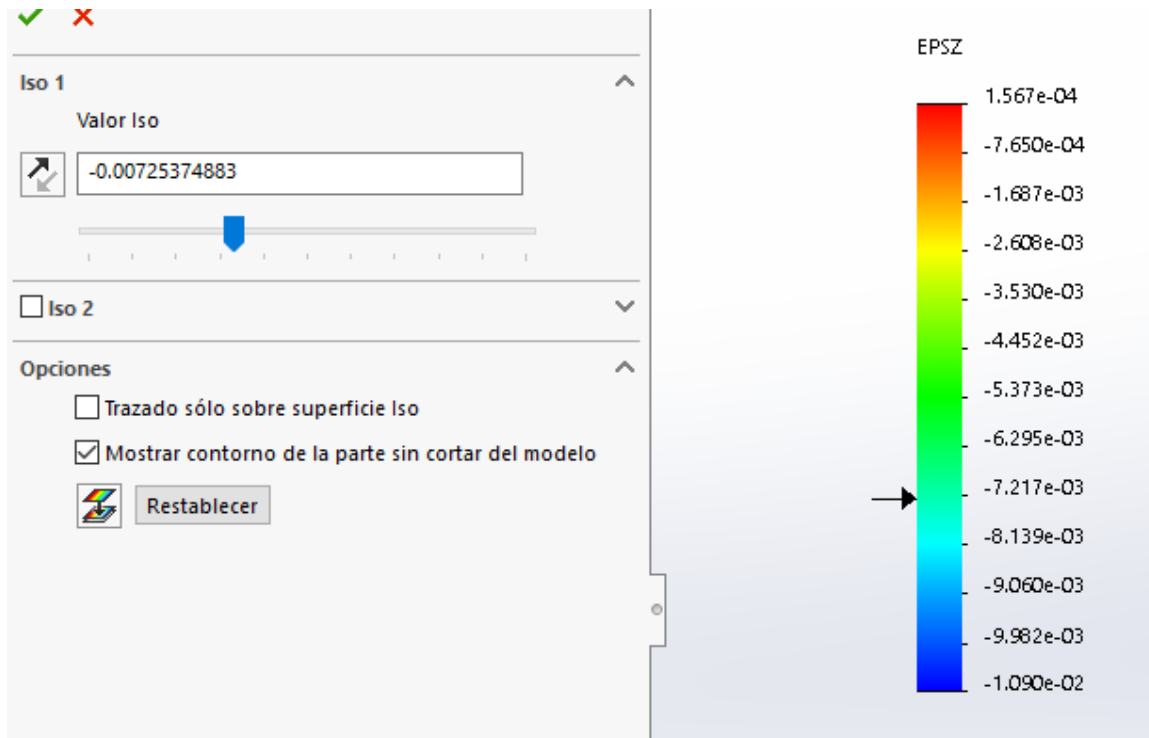 Iso 1
Valor Iso
-0.00725374883
Iso 2
Opciones
Trazado sólo sobre superficie Iso
Mostrar contorno de la parte sin cortar del modelo
Restablecer
EPSZ
1.567e-04
-7.650e-04
-1.687e-03
-2.608e-03
-3.530e-03
-4.452e-03
-5.373e-03
-6.295e-03
-7.217e-03
-8.139e-03
-9.060e-03
-9.982e-03
-1.090e-02